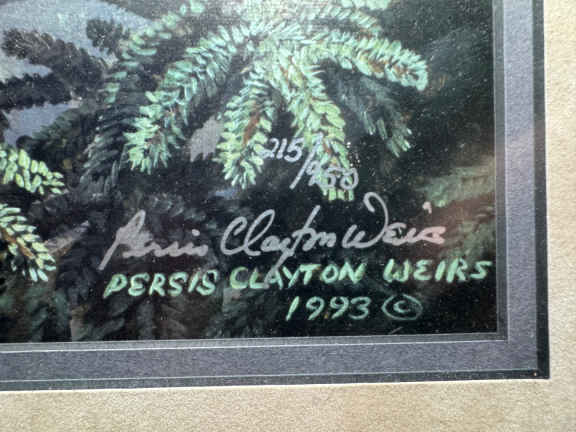 215/950
Persis Clayton Weirs
PERSIS CLAYTON WEIRS
1993 ©